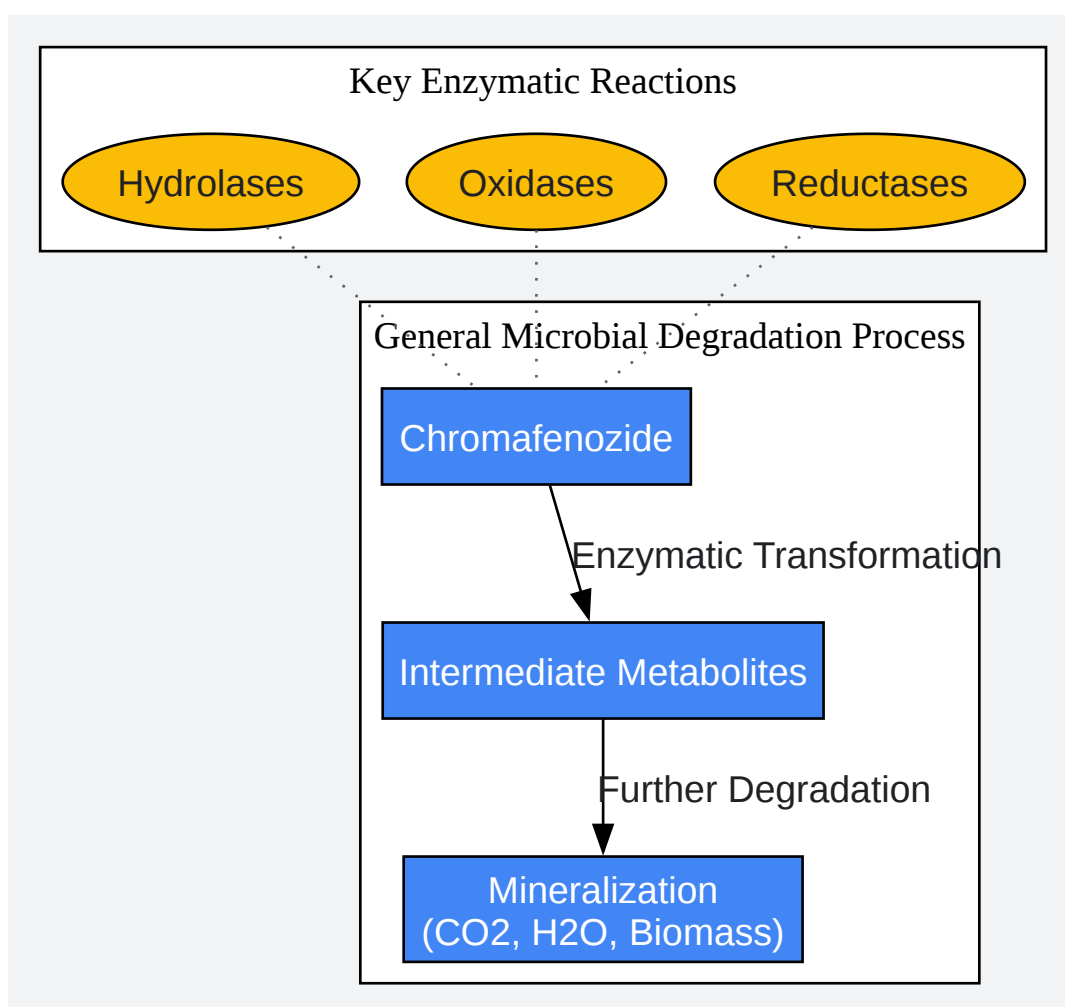 Key Enzymatic Reactions
Hydrolases
Oxidases
Reductases
General Microbial Degradation Process
Chromafenozide
Enzymatic Transformation
Intermediate Metabolites
Further Degradation
Mineralization
(CO2, H2O, Biomass)